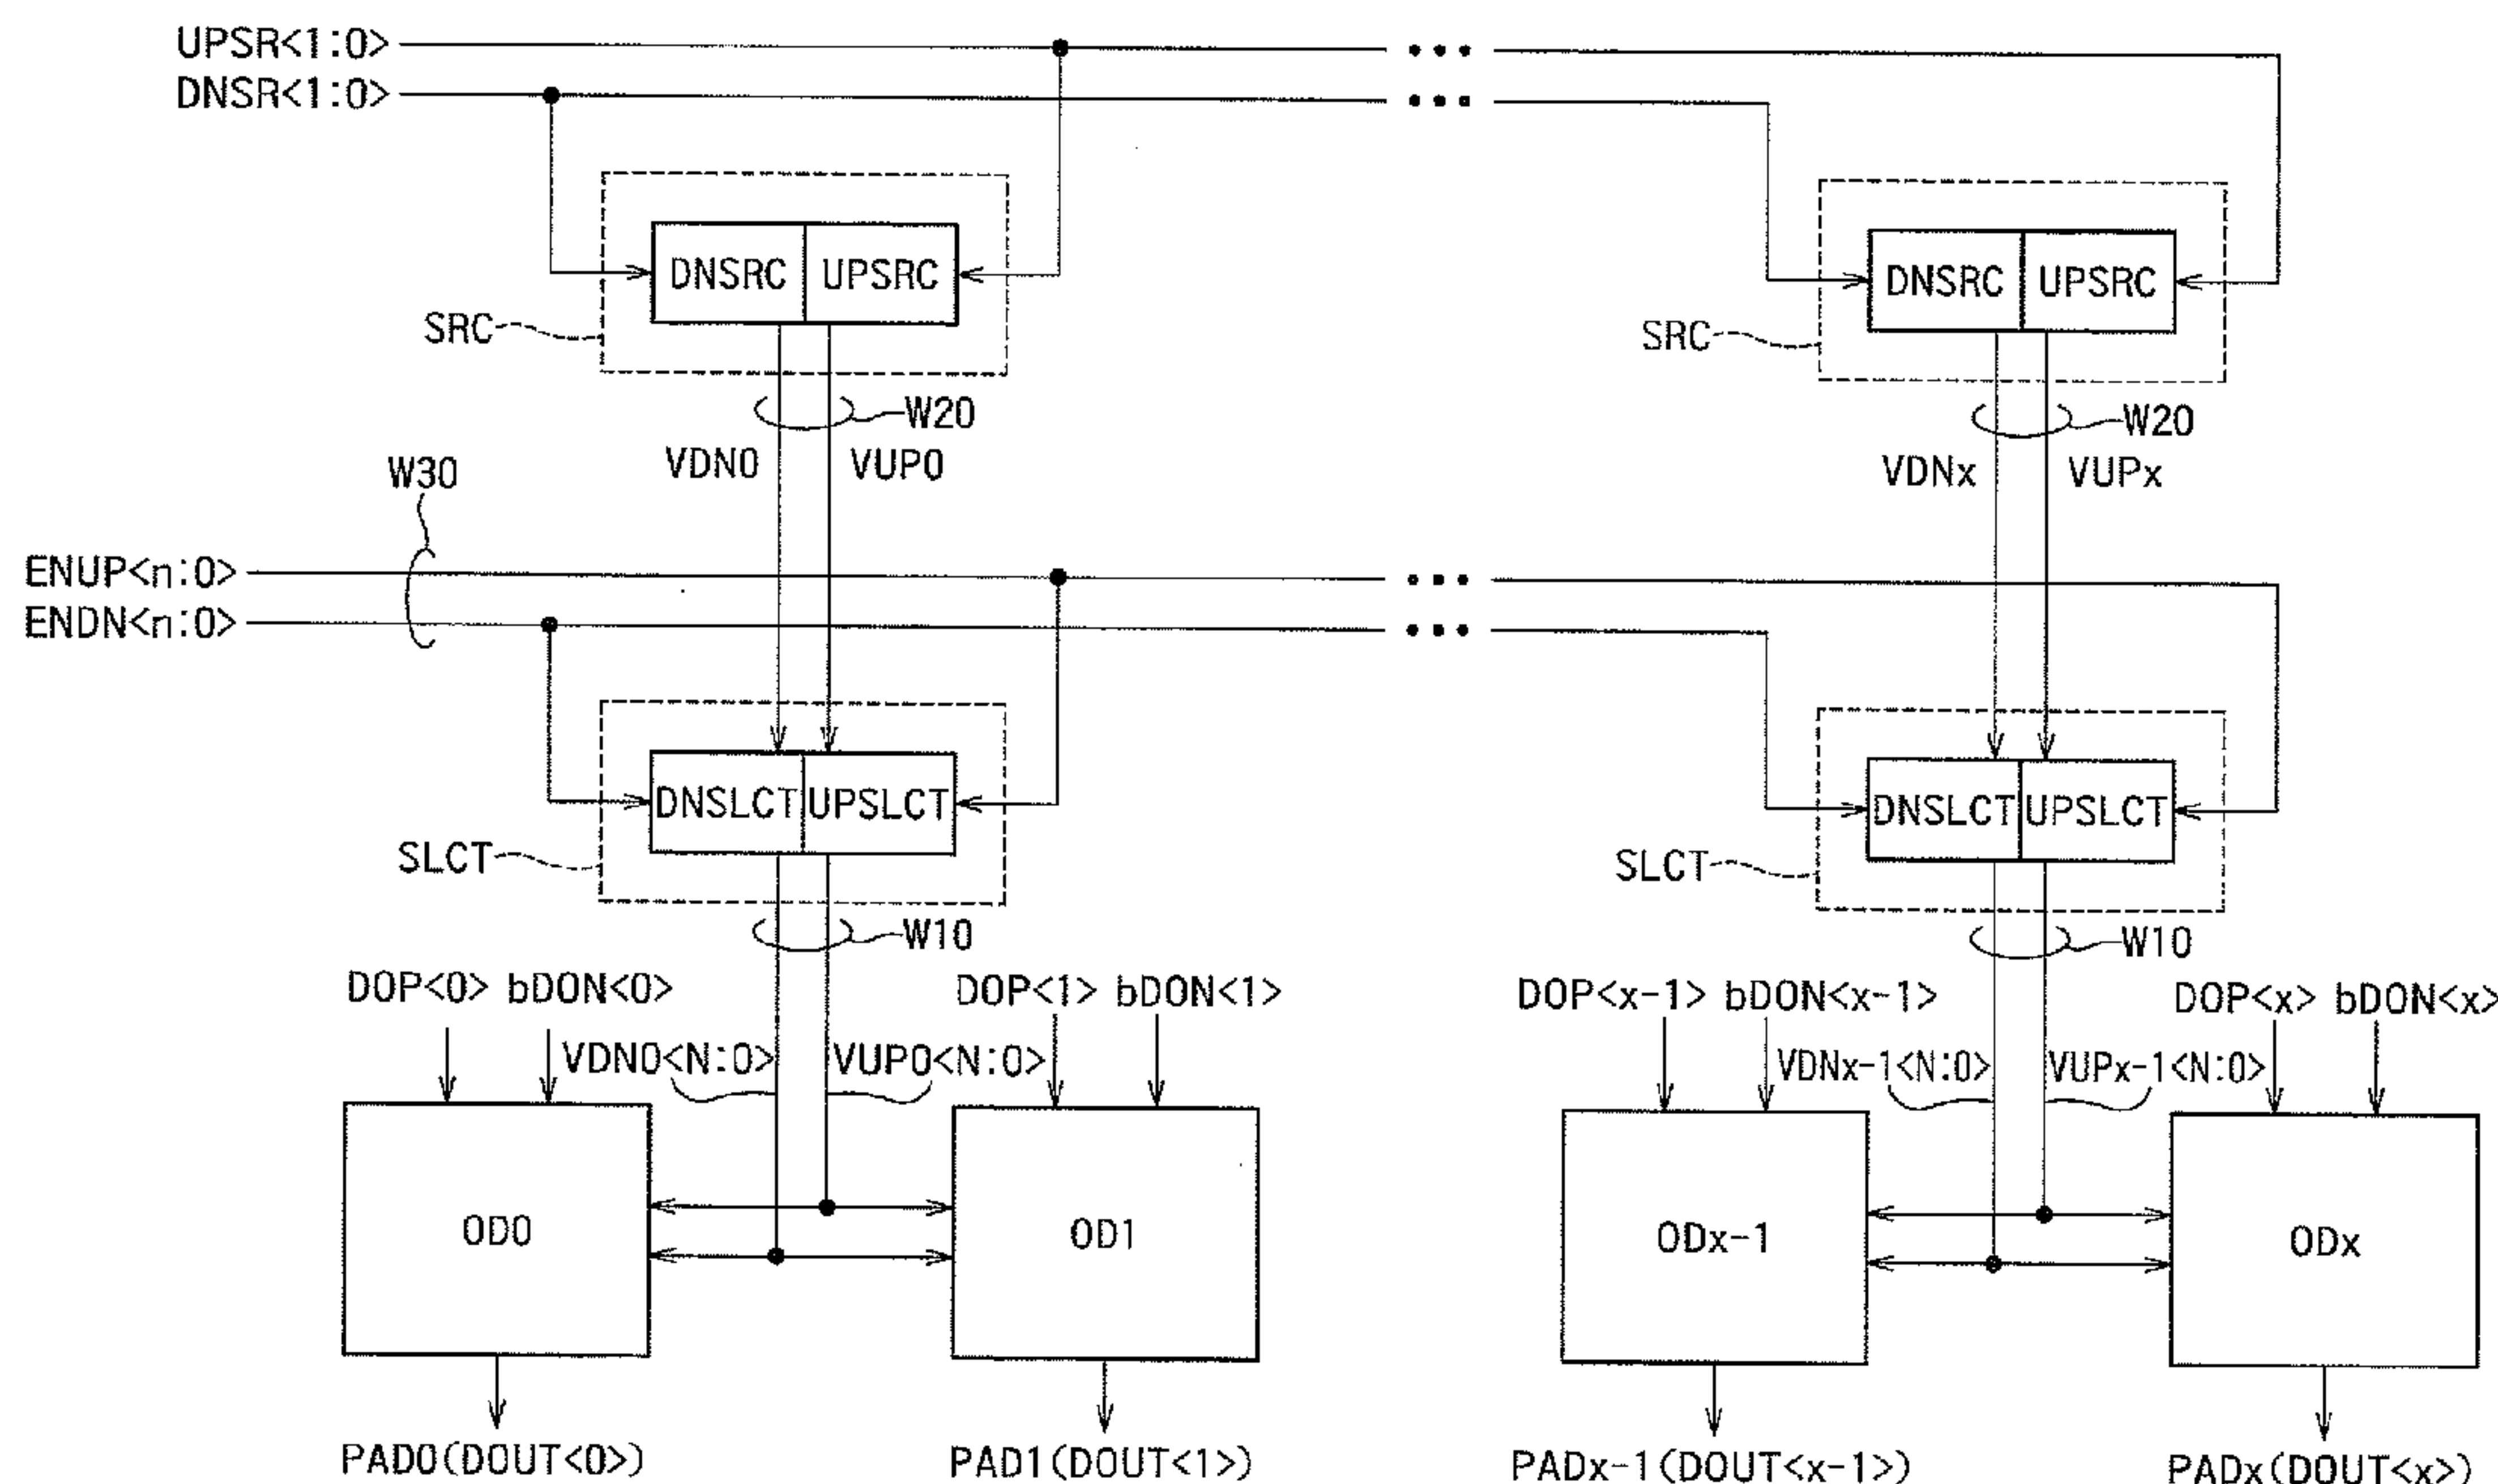 UPSR<1:0>
DNSR<1:0>
DNSRC UPSRC
DNSRC UPSRC
SRC
SRC
W20
W20
VDN0 VUP0
VDNx VUPx
W30
ENUP<n:0>
ENDN<n:0>
DNSLCT UPSLCT
DNSLCT UPSLCT
SLCT
SLCT
W10
W10
DOP<0> bDON<0>
DOP<1> bDON<1>
DOP<x-1> bDON<x-1>
DOP<x> bDON<x>
VDN0<N:0> VUP0<N:0>
VDNx-1<N:0> VUPx-1<N:0>
OD0
OD1
ODx-1
ODx
PAD0(DOUT<0>)
PAD1(DOUT<1>)
PADx-1(DOUT<x-1>)
PADx(DOUT<x>)